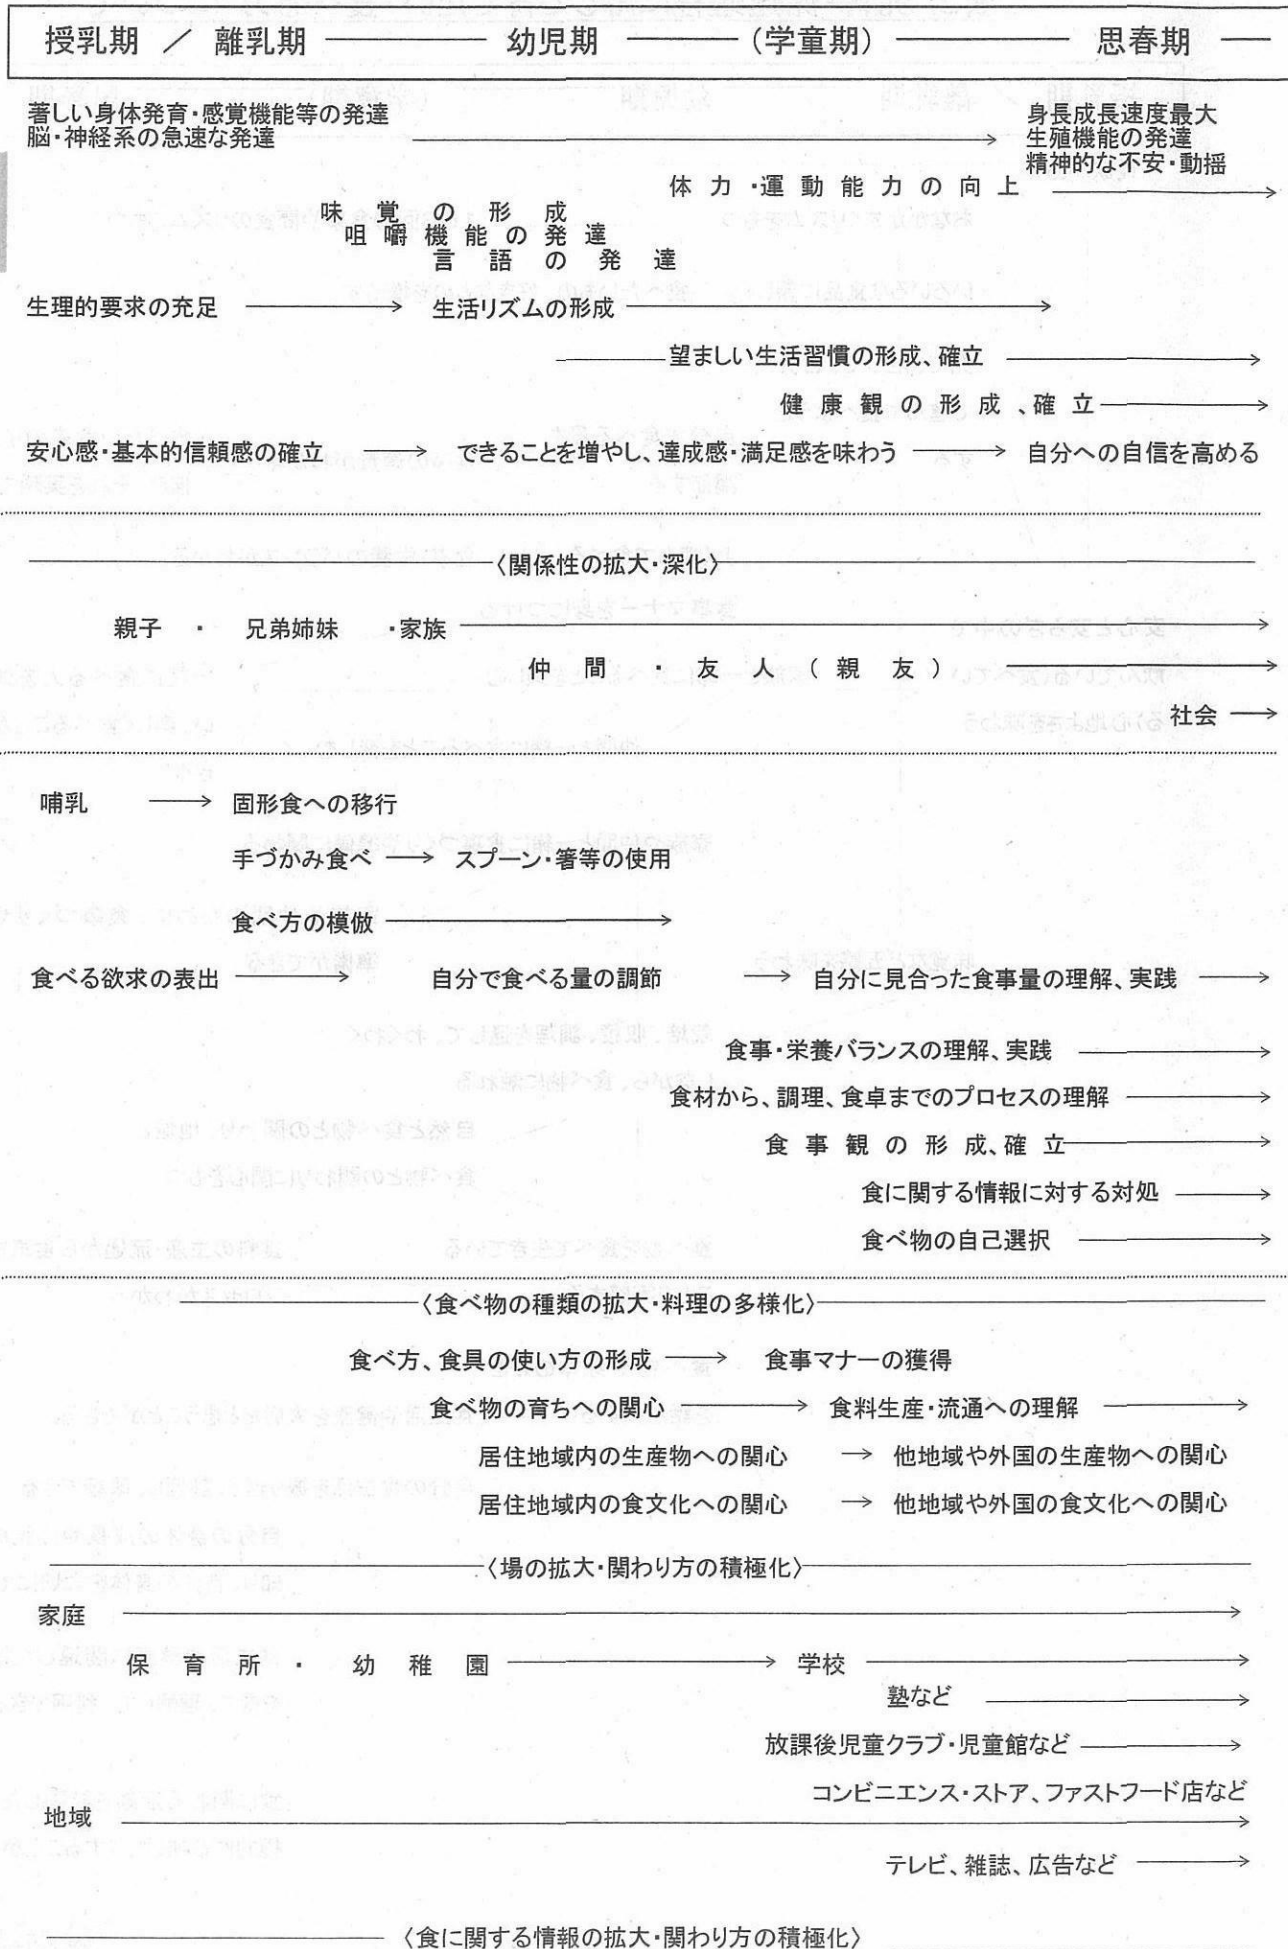 授乳期 / 離乳期 ―― 幼児期 ―― (学童期) ―― 思春期 ―
著しい身体発育・感覚機能等の発達
脳・神経系の急速な発達 → 身長成長速度最大
生殖機能の発達
精神的な不安・動揺
体力・運動能力の向上 →
味覚の形成
咀嚼機能の発達
言語の発達
生理的要求の充足 → 生活リズムの形成 →
望ましい生活習慣の形成、確立 →
健康観の形成、確立 →
安心感・基本的信頼感の確立 → できることを増やし、達成感・満足感を味わう → 自分への自信を高める
〈関係性の拡大・深化〉
親子 ・ 兄弟姉妹 ・家族 →
仲間 ・ 友人(親友) →
社会 →
哺乳 → 固形食への移行
手づかみ食べ → スプーン・箸等の使用
食べ方の模倣 →
食べる欲求の表出 → 自分で食べる量の調節 → 自分に見合った食事量の理解、実践 →
食事・栄養バランスの理解、実践 →
食材から、調理、食卓までのプロセスの理解 →
食事観の形成、確立 →
食に関する情報に対する対処 →
食べ物の自己選択 →
〈食べ物の種類の拡大・料理の多様化〉
食べ方、食具の使い方の形成 → 食事マナーの獲得
食べ物の育ちへの関心 → 食料生産・流通への理解 →
居住地域内の生産物への関心 → 他地域や外国の生産物への関心
居住地域内の食文化への関心 → 他地域や外国の食文化への関心
〈場の拡大・関わり方の積極化〉
家庭 →
保育所・幼稚園 → 学校 →
塾など →
放課後児童クラブ・児童館など →
コンビニエンス・ストア、ファストフード店など
地域 →
テレビ、雑誌、広告など →
〈食に関する情報の拡大・関わり方の積極化〉